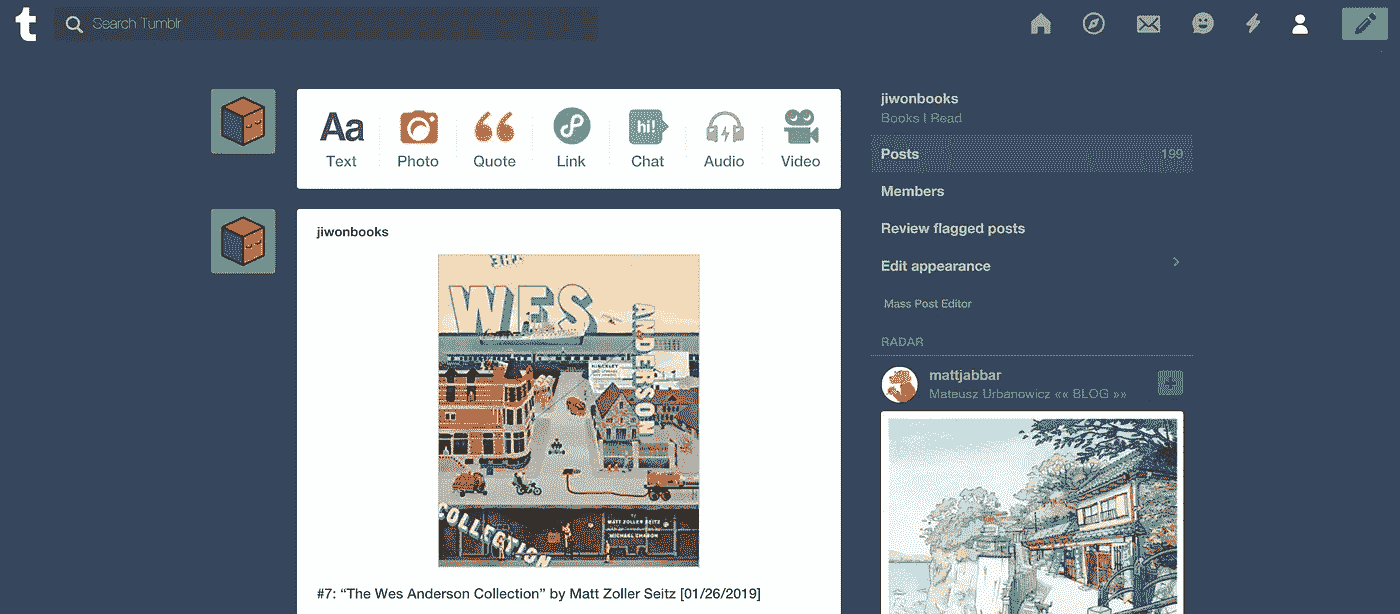 t
Search Tumblr
Aa
hi!
Text
Photo
Quote
Link
Chat
Audio
Video
jiwonbooks
THE
WES
ANDERSON
COLLECTION
MATT ZOLLER SEITZ
MICHAEL CHABON
#7: “The Wes Anderson Collection” by Matt Zoller Seitz [01/26/2019]
jiwonbooks
Books I Read
Posts 199
Members
Review flagged posts
Edit appearance
Mass Post Editor
RADAR
mattjabbar
Mateusz Urbanowicz «« BLOG »»